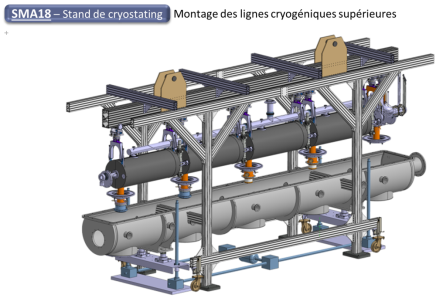 SMA18 – Stand de cryostating Montage des lignes cryogéniques supérieures